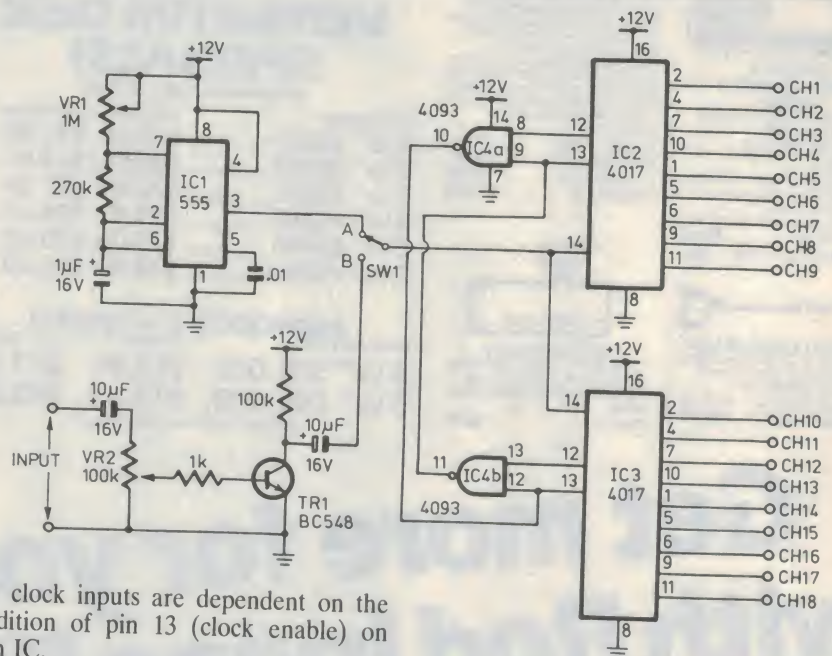 +12V
VR1
1M
270k
1µF
16V
+
7
2
6
8
4
3
5
1
IC1
555
.01
A
B
SW1
INPUT
10µF
+
16V
VR2
100k
1k
+12V
100k
10µF
+
16V
TR1
BC548
+12V
4093
14
10
IC4a
8
9
7
12
13
14
+12V
16
IC2
4017
8
2
4
7
10
1
5
6
9
11
CH1
CH2
CH3
CH4
CH5
CH6
CH7
CH8
CH9
11
IC4b
13
12
4093
14
12
13
+12V
16
IC3
4017
8
2
4
7
10
1
5
6
9
11
CH10
CH11
CH12
CH13
CH14
CH15
CH16
CH17
CH18
clock inputs are dependent on the
dition of pin 13 (clock enable) on
IC.